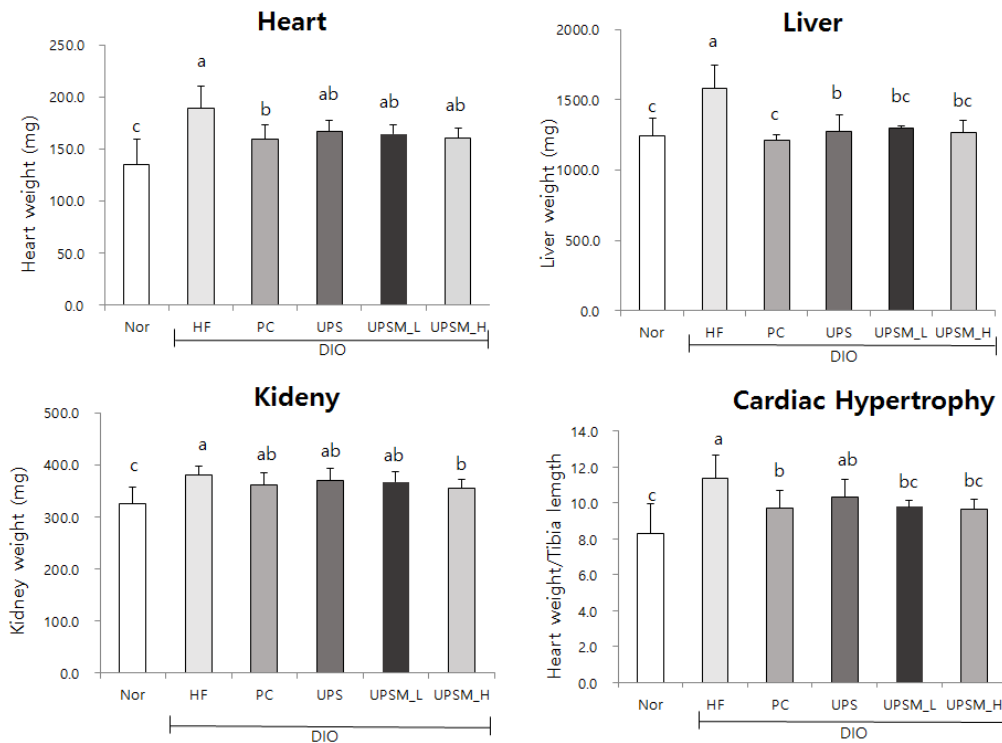 Heart
Heart weight (mg)
250.0
200.0
150.0
100.0
50.0
0.0
c
a
b
ab
ab
ab
Nor
HF
PC
UPS
UPSM_L
UPSM_H
DIO
Liver
Liver weight (mg)
2000.0
1500.0
1000.0
500.0
0.0
c
a
c
b
bc
bc
Nor
HF
PC
UPS
UPSM_L
UPSM_H
DIO
Kideny
Kidney weight (mg)
500.0
400.0
300.0
200.0
100.0
0.0
c
a
ab
ab
ab
b
Nor
HF
PC
UPS
UPSM_L
UPSM_H
DIO
Cardiac Hypertrophy
Heart weight/Tibia lemgth
14.0
12.0
10.0
8.0
6.0
4.0
2.0
0.0
c
a
b
ab
bc
bc
Nor
HF
PC
UPS
UPSM_L
UPSM_H
DIO